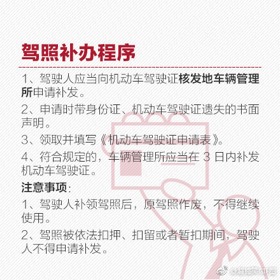 驾照补办程序
1、驾驶人应当向机动车驾驶证核发地车辆管理
所申请补发。
2、申请时带身份证、机动车驾驶证遗失的书面
声明。
3、领取并填写《机动车驾驶证申请表》。
4、符合规定的，车辆管理所应当在 3 日内补发
机动车驾驶证。
注意事项：
1、驾驶人补领驾照后，原驾照作废，不得继续
使用。
2、驾照被依法扣押、扣留或者暂扣期间，驾驶
人不得申请补发。